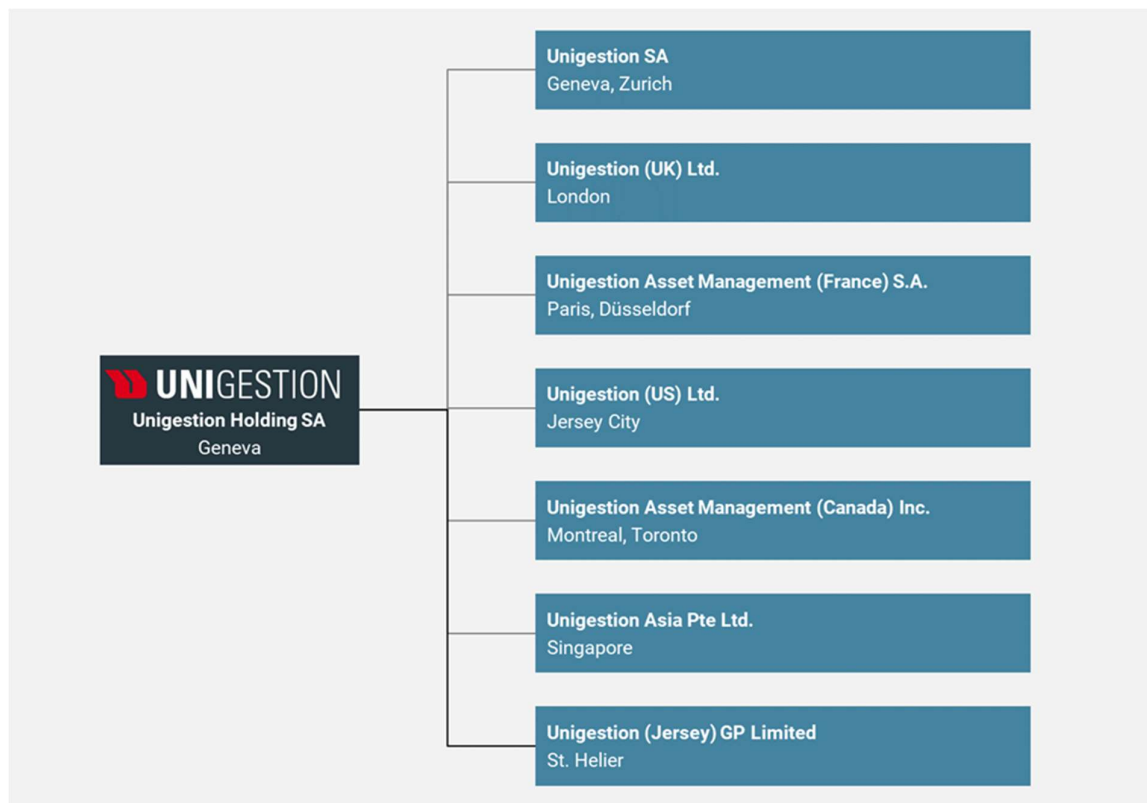 UNIGESTION
Unigestion Holding SA
Geneva
Unigestion SA
Geneva, Zurich
Unigestion (UK) Ltd.
London
Unigestion Asset Management (France) S.A.
Paris, Düsseldorf
Unigestion (US) Ltd.
Jersey City
Unigestion Asset Management (Canada) Inc.
Montreal, Toronto
Unigestion Asia Pte Ltd.
Singapore
Unigestion (Jersey) GP Limited
St. Helier